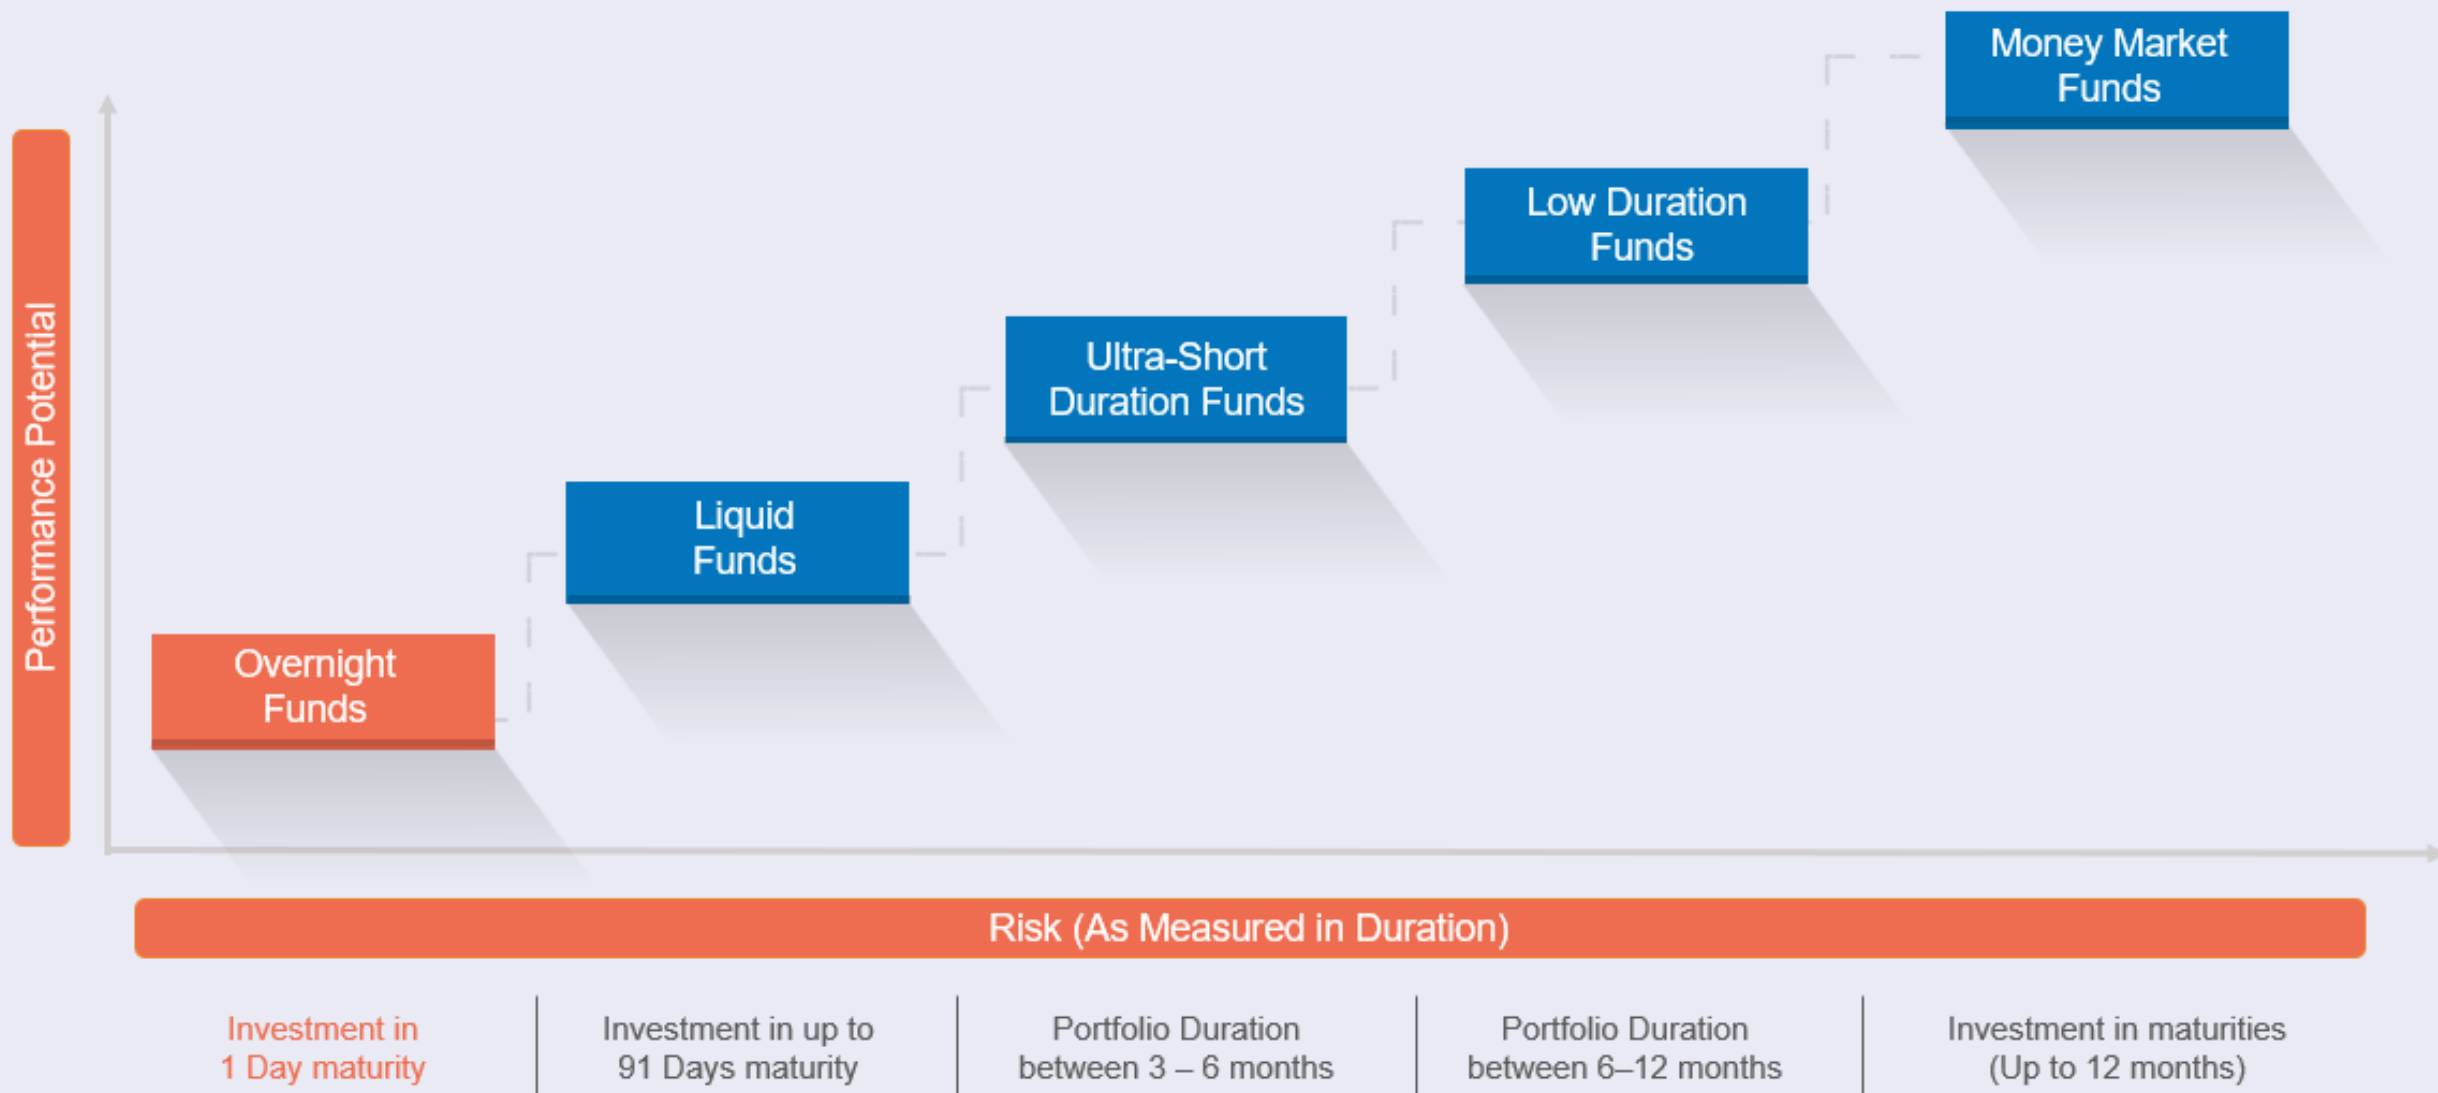 Money Market
Funds
Low Duration
Funds
Ultra-Short
Duration Funds
Liquid
Funds
Overnight
Funds
Performance Potential
Risk (As Measured in Duration)
Investment in
1 Day maturity
Investment in up to
91 Days maturity
Portfolio Duration
between 3 – 6 months
Portfolio Duration
between 6–12 months
Investment in maturities
(Up to 12 months)